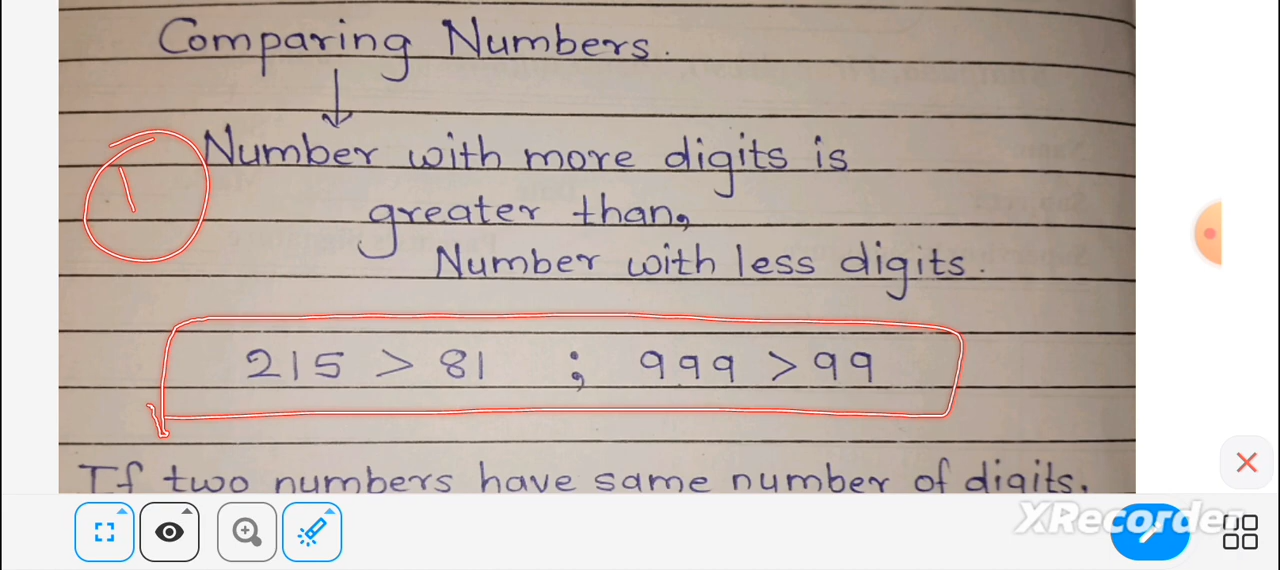 Comparing Numbers.
↓
1 Number with more digits is
greater than,
Number with less digits.
215 > 81 ; 999 > 99
If two numbers have same number of digits,
XRecorder